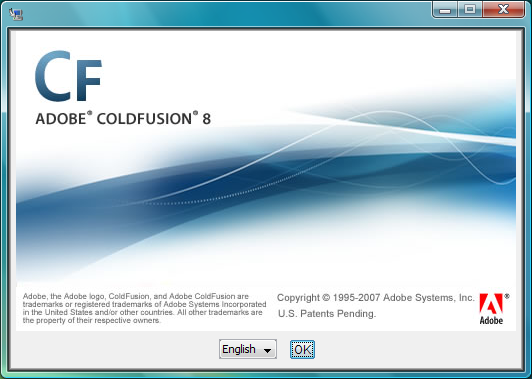 CF
ADOBE® COLDFUSION® 8
Adobe, the Adobe logo, ColdFusion, and Adobe ColdFusion are
trademarks or registered trademarks of Adobe Systems Incorporated
in the United States and/or other countries. All other trademarks are
the property of their respective owners.
Copyright © 1995-2007 Adobe Systems, Inc.
U.S. Patents Pending.
Adobe
English
OK